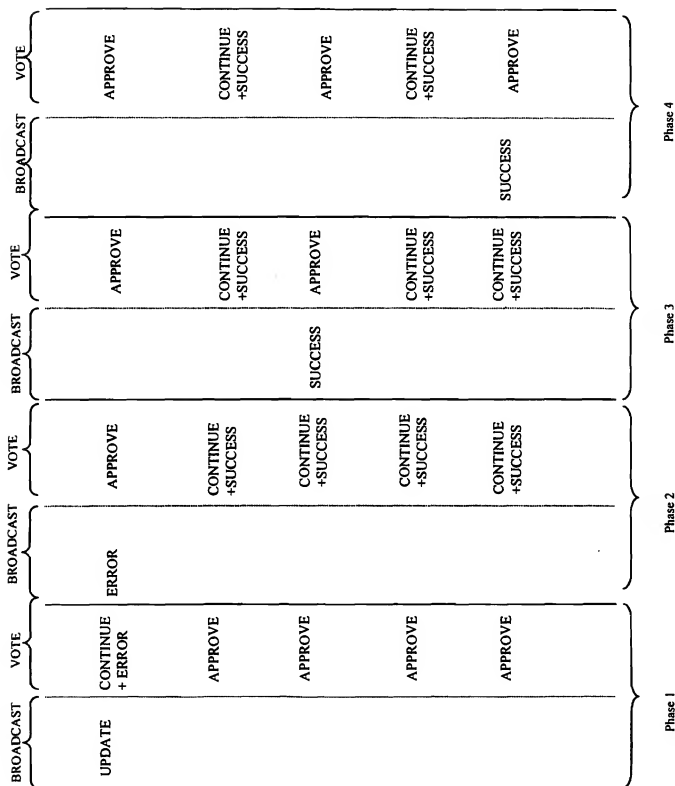 BROADCAST VOTE BROADCAST VOTE BROADCAST VOTE BROADCAST VOTE
UPDATE CONTINUE ERROR APPROVE APPROVE APPROVE
+ ERROR
APPROVE CONTINUE CONTINUE CONTINUE
+SUCCESS +SUCCESS +SUCCESS
APPROVE CONTINUE SUCCESS APPROVE APPROVE
+SUCCESS
APPROVE CONTINUE CONTINUE CONTINUE
+SUCCESS +SUCCESS +SUCCESS
APPROVE CONTINUE CONTINUE SUCCESS APPROVE
+SUCCESS +SUCCESS
Phase 1 Phase 2 Phase 3 Phase 4